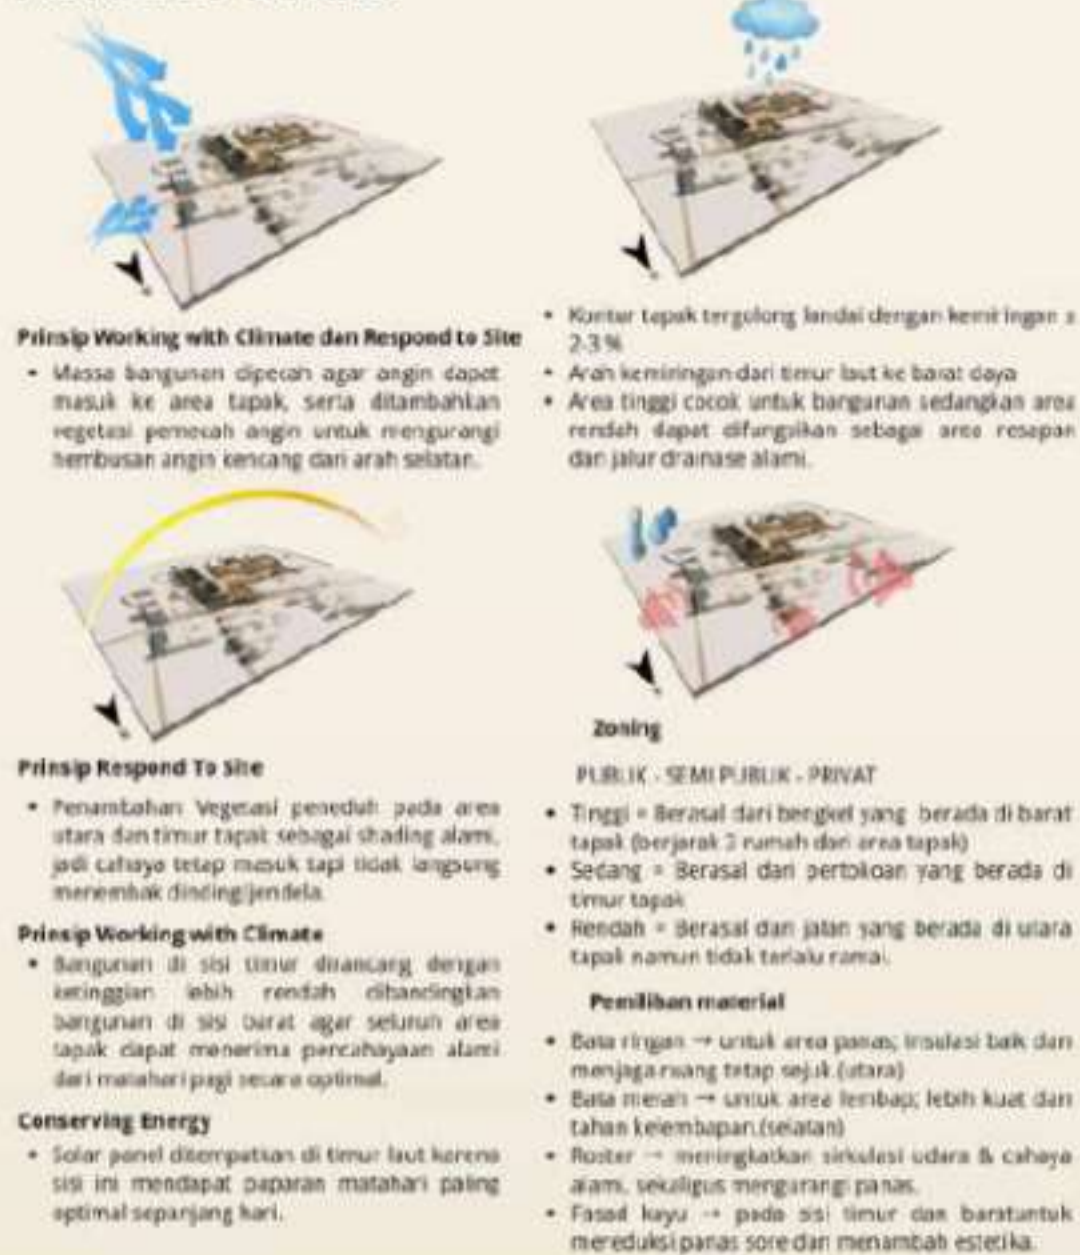 Prinsip Working with Climate dan Respond to Site
• Massa bangunan dipecah agar angin dapat
masuk ke area tapak, serta ditambahkan
vegetasi pemecah angin untuk mengurangi
hembusan angin kencang dari arah selatan.
• Kontur tapak tergolong landai dengan kemiringan ±
2-3 %
• Arah kemiringan dari timur laut ke barat daya
• Area tinggi cocok untuk bangunan sedangkan area
rendah dapat difungsikan sebagai area resapan
dan jalur drainase alami.
Prinsip Respond To Site
• Penambahan Vegetasi peneduh pada area
utara dan timur tapak sebagai shading alami,
jadi cahaya tetap masuk tapi tidak langsung
menembak dinding/jendela.
Prinsip Working with Climate
• Bangunan di sisi timur dirancang dengan
ketinggian lebih rendah dibandingkan
bangunan di sisi barat agar seluruh area
tapak dapat menerima pencahayaan alami
dari matahari pagi secara optimal.
Conserving Energy
• Solar panel ditempatkan di timur laut karena
sisi ini mendapat paparan matahari paling
optimal sepanjang hari.
Zoning
PUBLIK - SEMI PUBLIK - PRIVAT
• Tinggi = Berasal dari bengkel yang berada di barat
tapak (berjarak rumah dari area tapak)
• Sedang = Berasal dari pertokoan yang berada di
timur tapak
• Rendah = Berasal dari jalan yang berada di utara
tapak namun tidak terlalu ramai.
Pemilihan material
• Bata ringan → untuk area panas; insulasi baik dan
menjaga ruang tetap sejuk.(utara)
• Bata merah → untuk area lembap; lebih kuat dan
tahan kelembapan.(selatan)
• Roster → meningkatkan sirkulasi udara & cahaya
alami, sekaligus mengurangi panas.
• Fasad kayu → pada sisi timur dan baratuntuk
mereduksi panas sore dan menambah estetika.